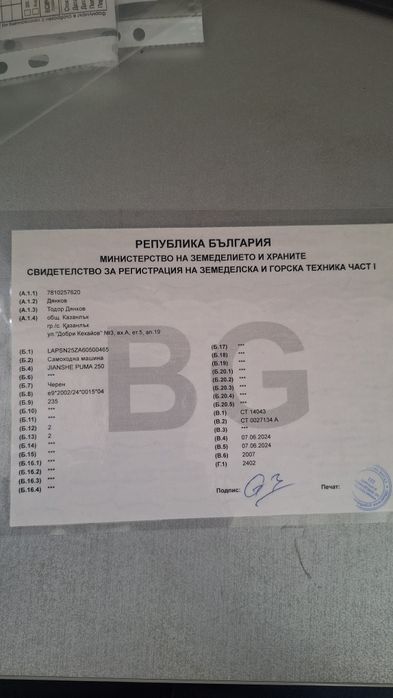 РЕПУБЛИКА БЪЛГАРИЯ
МИНИСТЕРСТВО НА ЗЕМЕДЕЛИЕТО И ХРАНИТЕ
СВИДЕТЕЛСТВО ЗА РЕГИСТРАЦИЯ НА ЗЕМЕДЕЛСКА И ГОРСКА ТЕХНИКА ЧАСТ I
BG
(А.1.1) 7810257620
(А.1.2) Дянков
(А.1.3) Тодор Дянков
(А.1.4) общ. Казанлък
гр./с. Казанлък
ул."Добри Кехайов" №3, вх.А, ет.5, ап.19
(Б.1) LAPSN25ZA60500465
(Б.2) Самоходна машина
(Б.4) JIANSHE PUMA 250
(Б.6) ***
(Б.7) Черен
(Б.8) е9*2002/24*0015*04
(Б.9) 235
(Б.10) ***
(Б.11) ***
(Б.12) 2
(Б.13) 2
(Б.14) ***
(Б.15) ***
(Б.16.1) ***
(Б.16.2) ***
(Б.16.3) ***
(Б.16.4) ***
(Б.17) ***
(Б.18) ***
(Б.19) ***
(Б.20.1) ***
(Б.20.2) ***
(Б.20.3) ***
(Б.20.4) ***
(Б.20.5) ***
(В.1) СТ 14043
(В.2) СТ 0027134 А
(В.3) ***
(В.4) 07.06.2024
(В.5) 07.06.2024
(В.6) 2007
(Г.1) 2402
Подпис: Печат: